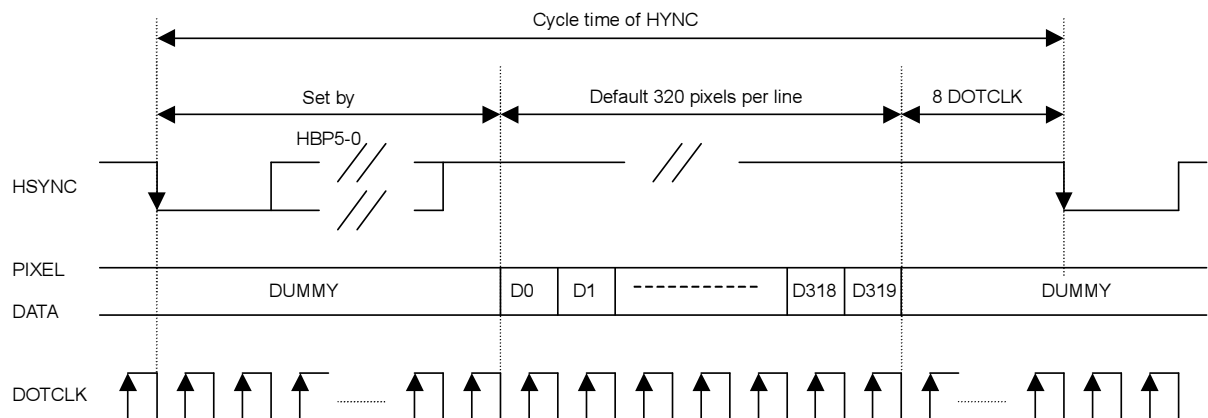 Cycle time of HYNC
Set by
Default 320 pixels per line
8 DOTCLK
HBP5-0
HSYNC
PIXEL
DUMMY
D0
D1
D318
D319
DUMMY
DATA
DOTCLK